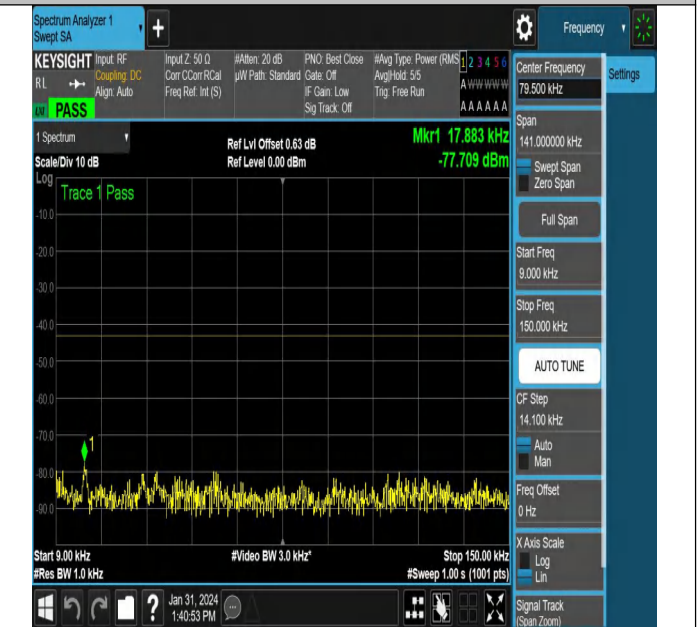 Spectrum Analyzer 1
Swept SA
Frequency
KEYSIGHT
RL
PASS
Input: RF
Coupling: DC
Align: Auto
Input Z: 50 Ω
Corr CCorr RCal
Freq Ref: Int (S)
#Atten: 20 dB
µW Path: Standard
PNO: Best Close
Gate: Off
IF Gain: Low
Sig Track: Off
#Avg Type: Power (RMS
Avg|Hold: 5/5
Trig: Free Run
1 2 3 4 5 6
A W W W W W
A A A A A A
1 Spectrum
Scale/Div 10 dB
Ref Lvl Offset 0.63 dB
Ref Level 0.00 dBm
Mkr1 17.883 kHz
-77.709 dBm
Log
Trace 1 Pass
-10.0
-20.0
-30.0
-40.0
-50.0
-60.0
-70.0
-80.0
-90.0
1
Start 9.00 kHz
#Res BW 1.0 kHz
#Video BW 3.0 kHz*
Stop 150.00 kHz
#Sweep 1.00 s (1001 pts)
Jan 31, 2024
1:40:53 PM
Center Frequency
79.500 kHz
Settings
Span
141.000000 kHz
Swept Span
Zero Span
Full Span
Start Freq
9.000 kHz
Stop Freq
150.000 kHz
AUTO TUNE
CF Step
14.100 kHz
Auto
Man
Freq Offset
0 Hz
X Axis Scale
Log
Lin
Signal Track
(Span Zoom)